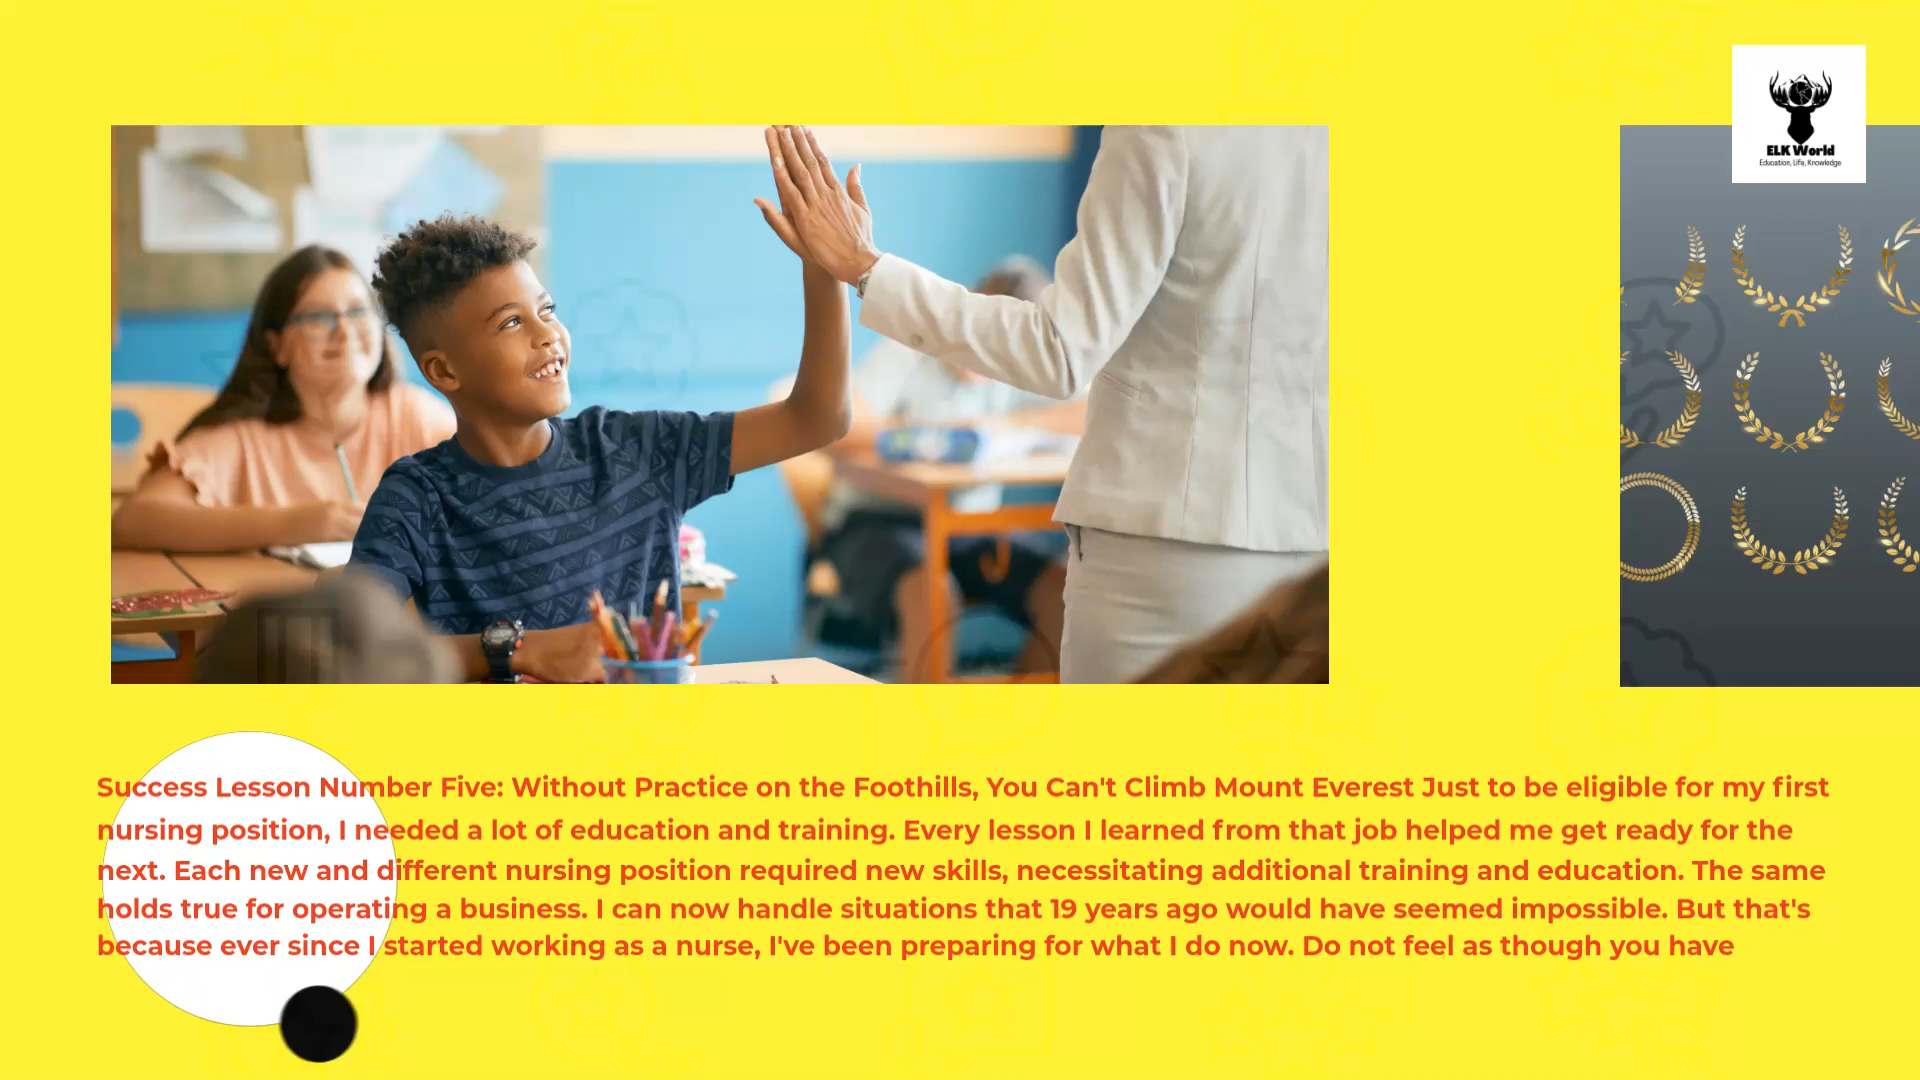 ELK World
Education, Life, Knowledge
Success Lesson Number Five: Without Practice on the Foothills, You Can't Climb Mount Everest Just to be eligible for my first
nursing position, I needed a lot of education and training. Every lesson I learned from that job helped me get ready for the
next. Each new and different nursing position required new skills, necessitating additional training and education. The same
holds true for operating a business. I can now handle situations that 19 years ago would have seemed impossible. But that's
because ever since I started working as a nurse, I've been preparing for what I do now. Do not feel as though you have